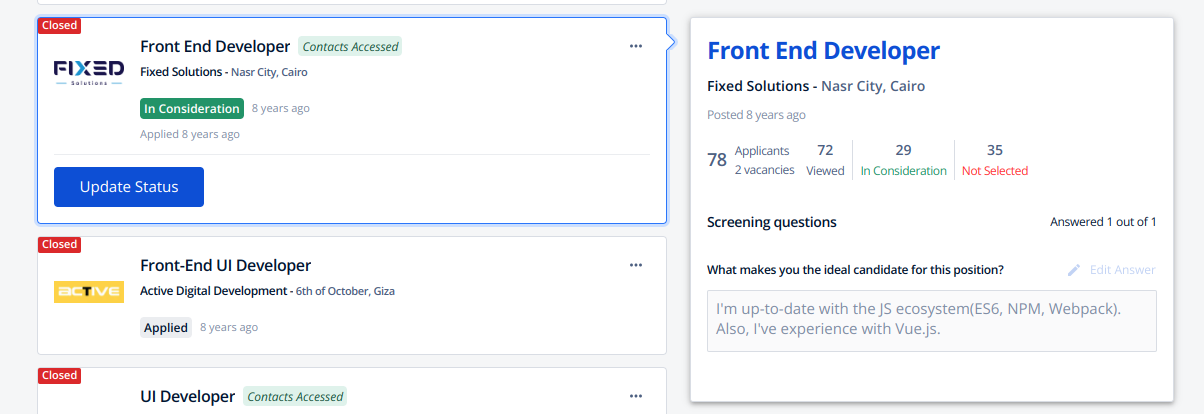 Closed
FIXED
Solutions
Front End Developer Contacts Accessed
Fixed Solutions - Nasr City, Cairo
In Consideration 8 years ago
Applied 8 years ago
Update Status
Closed
ACTIVE
Front-End UI Developer
Active Digital Development - 6th of October, Giza
Applied 8 years ago
Closed
UI Developer Contacts Accessed
Front End Developer
Fixed Solutions - Nasr City, Cairo
Posted 8 years ago
78 Applicants
2 vacancies
72
Viewed
29
In Consideration
35
Not Selected
Screening questions Answered 1 out of 1
What makes you the ideal candidate for this position? Edit Answer
I'm up-to-date with the JS ecosystem(ES6, NPM, Webpack).
Also, I've experience with Vue.js.